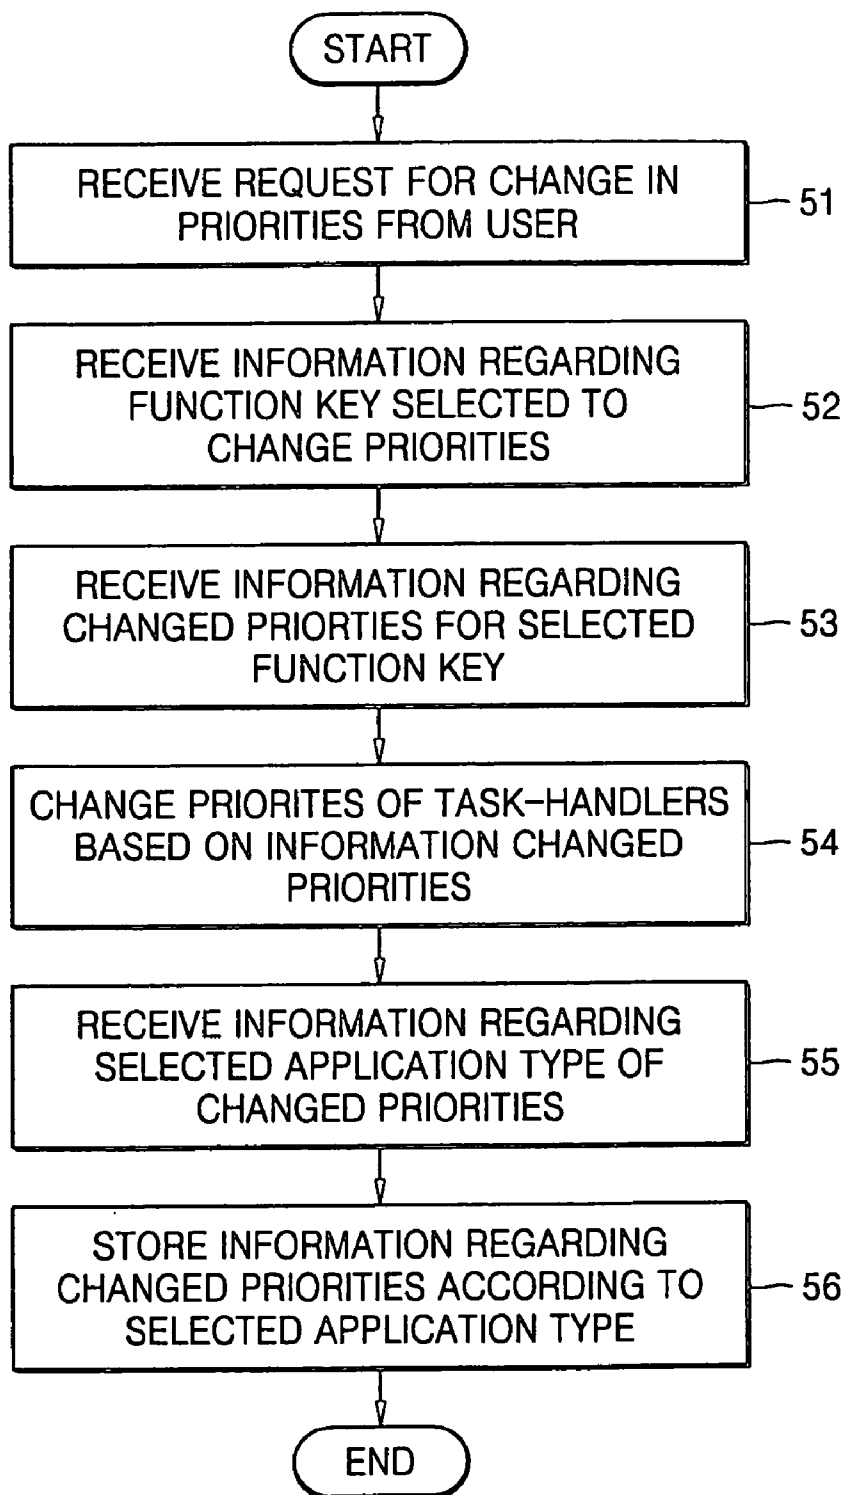 START
RECEIVE REQUEST FOR CHANGE IN
PRIORITIES FROM USER
51
RECEIVE INFORMATION REGARDING
FUNCTION KEY SELECTED TO
CHANGE PRIORITIES
52
RECEIVE INFORMATION REGARDING
CHANGED PRIORTIES FOR SELECTED
FUNCTION KEY
53
CHANGE PRIORITES OF TASK-HANDLERS
BASED ON INFORMATION CHANGED
PRIORITIES
54
RECEIVE INFORMATION REGARDING
SELECTED APPLICATION TYPE OF
CHANGED PRIORITIES
55
STORE INFORMATION REGARDING
CHANGED PRIORITIES ACCORDING TO
SELECTED APPLICATION TYPE
56
END